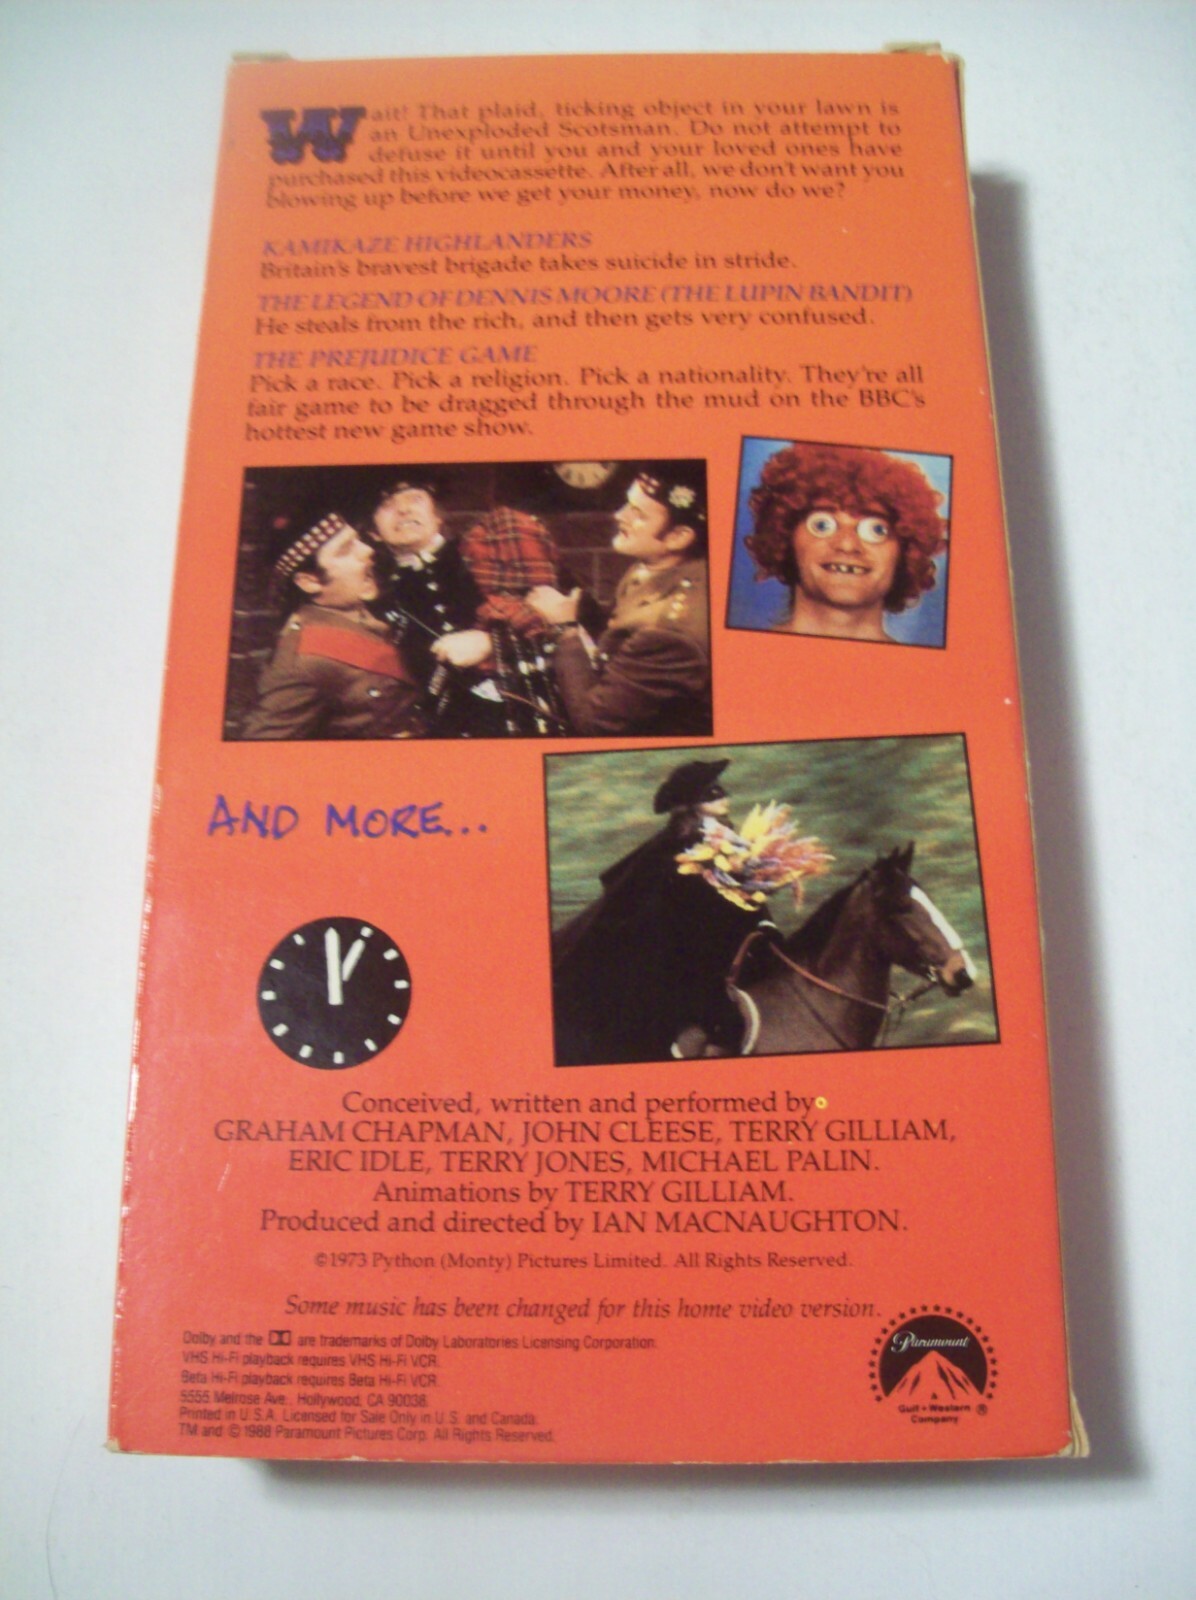 Wait! That plaid, ticking object in your lawn is
an Unexploded Scotsman. Do not attempt to
defuse it until you and your loved ones have
purchased this videocassette. After all, we don't want you
blowing up before we get your money, now do we?
KAMIKAZE HIGHLANDERS
Britain's bravest brigade takes suicide in stride.
THE LEGEND OF DENNIS MOORE (THE LUPIN BANDIT)
He steals from the rich, and then gets very confused.
THE PREJUDICE GAME
Pick a race. Pick a religion. Pick a nationality. They're all
fair game to be dragged through the mud on the BBC's
hottest new game show.
AND MORE...
Conceived, written and performed by
GRAHAM CHAPMAN, JOHN CLEESE, TERRY GILLIAM,
ERIC IDLE, TERRY JONES, MICHAEL PALIN.
Animations by TERRY GILLIAM.
Produced and directed by IAN MACNAUGHTON.
©1973 Python (Monty) Pictures Limited. All Rights Reserved.
Some music has been changed for this home video version.
Dolby and the are trademarks of Dolby Laboratories Licensing Corporation.
VHS Hi-Fi playback requires VHS Hi-Fi VCR.
Beta Hi-Fi playback requires Beta Hi-Fi VCR.
5555 Melrose Ave., Hollywood, CA 90038.
Printed in U.S.A. Licensed for Sale Only in U.S. and Canada.
TM and © 1988 Paramount Pictures Corp. All Rights Reserved.
Paramount
Gulf+Western
Company ®